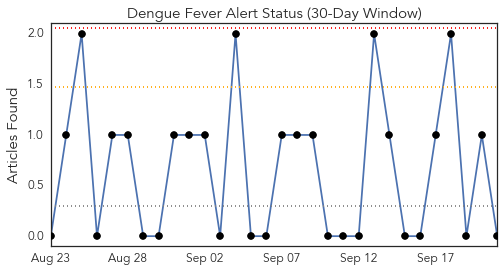 Dengue Fever Alert Status (30-Day Window)
Articles Found
2.0
1.5
1.0
0.5
0.0
Aug 23 Aug 28 Sep 02 Sep 07 Sep 12 Sep 17